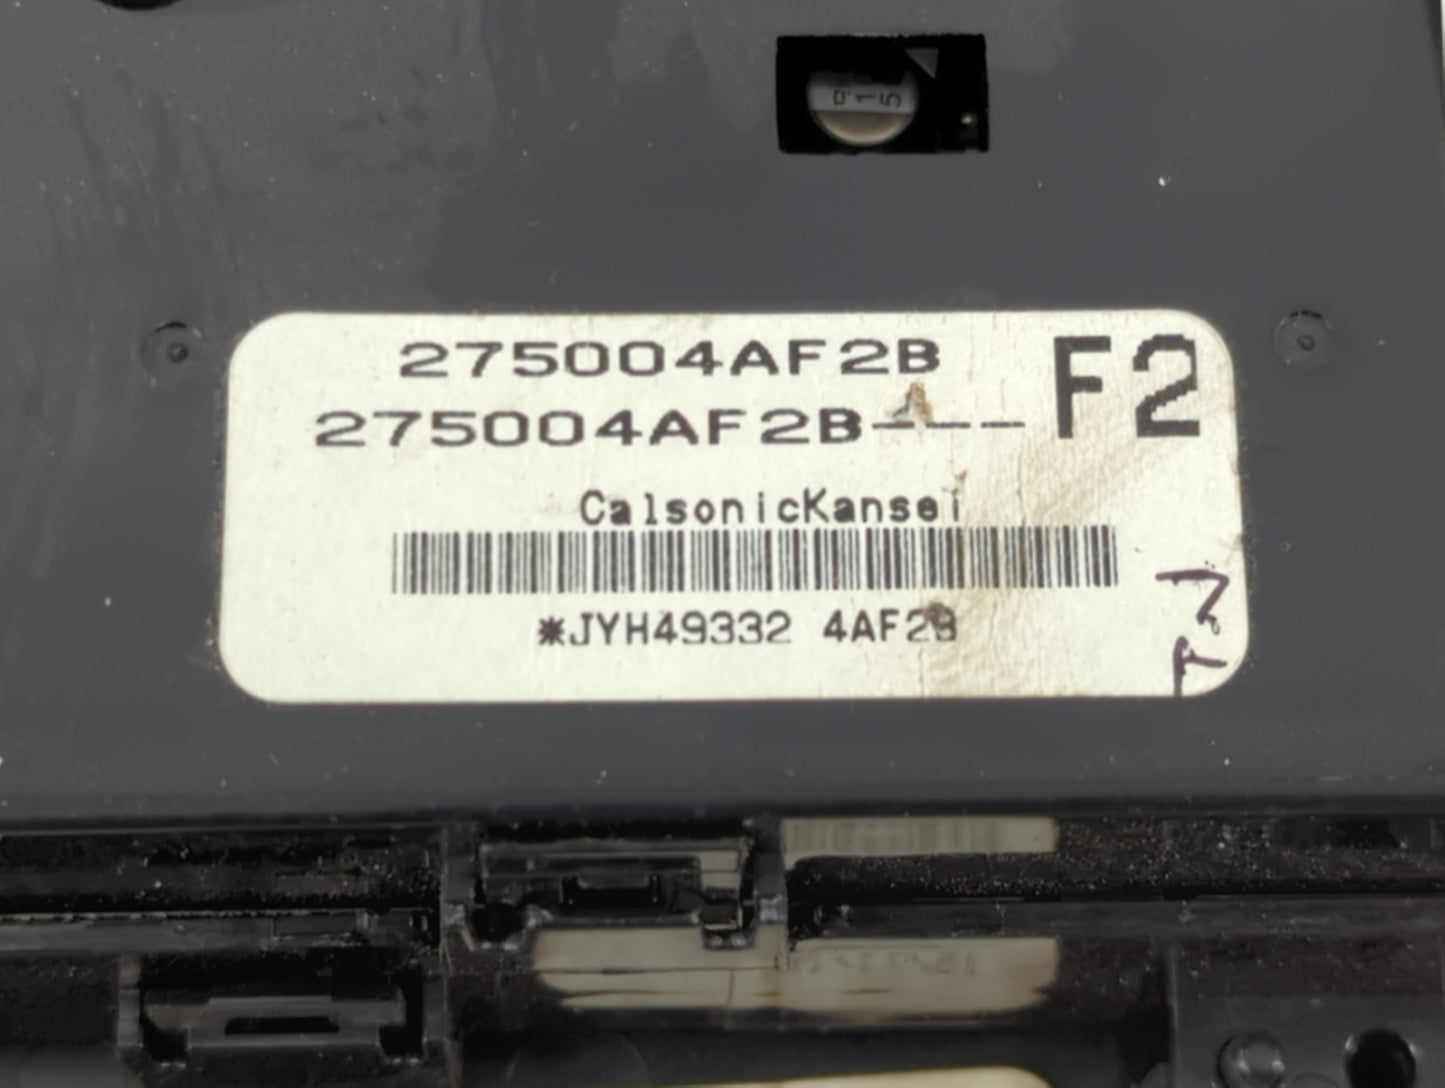 275004AF2B
275004AF2B--- F2
CalsonicKansei
*JYH49332 4AF2B